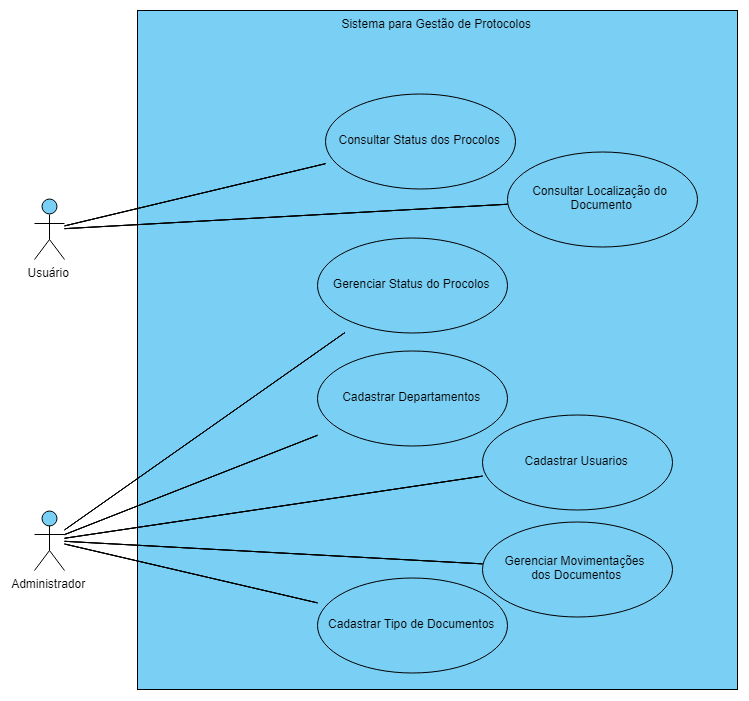 Sistema para Gestão de Protocolos
Consultar Status dos Procolos
Consultar Localização do
Documento
Usuário
Gerenciar Status do Procolos
Cadastrar Departamentos
Cadastrar Usuarios
Gerenciar Movimentações
dos Documentos
Administrador
Cadastrar Tipo de Documentos